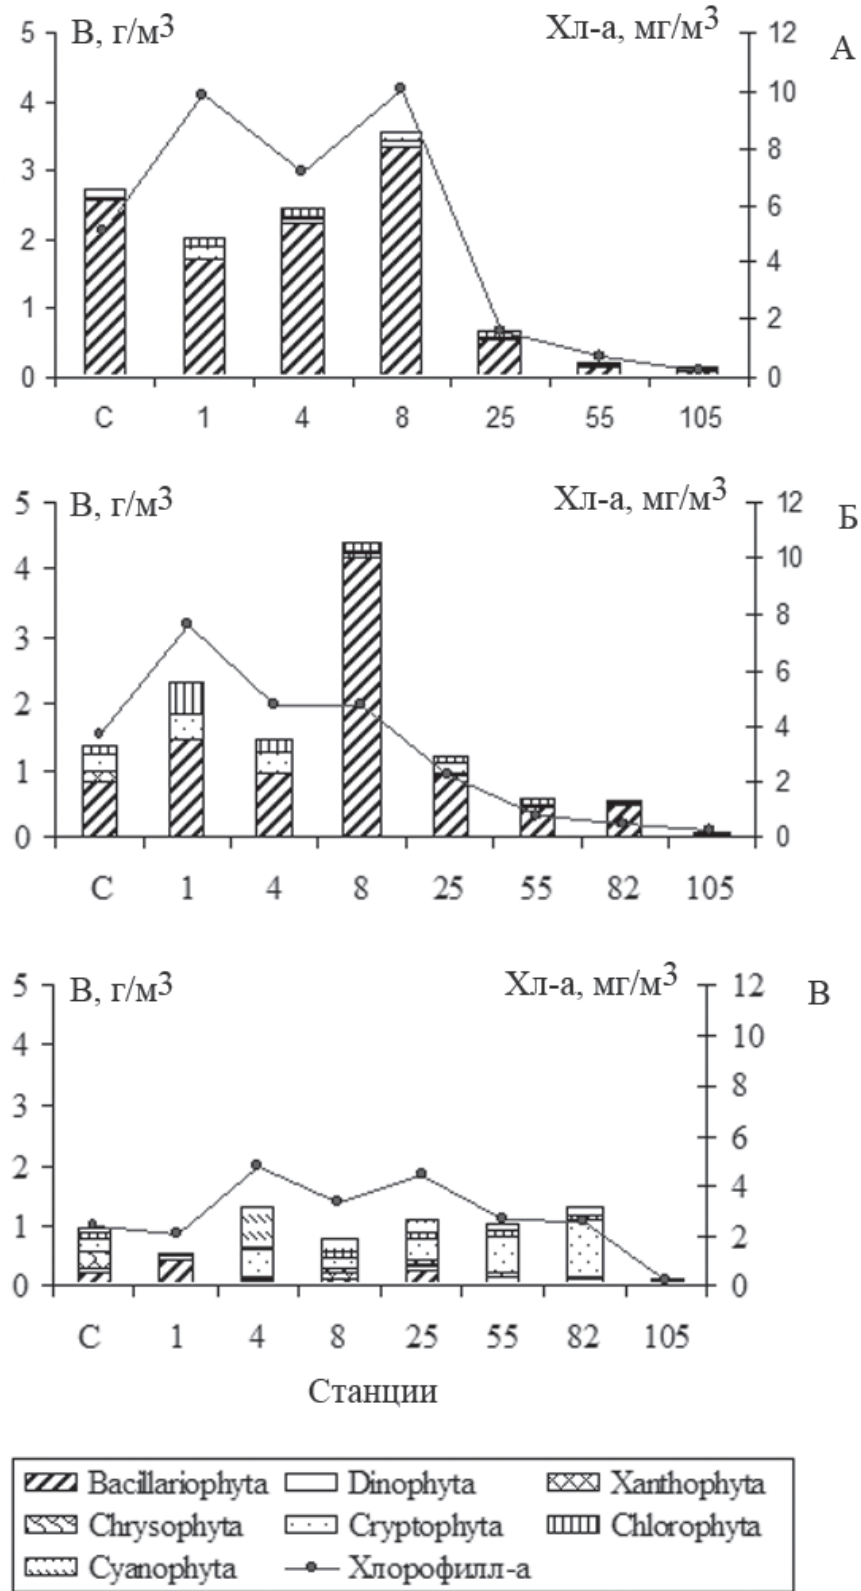 В, г/м3 Хл-а, мг/м3
А
5 12
4 10
3 8
2 6
1 4
0 2
0
С 1 4 8 25 55 105
В, г/м3 Хл-а, мг/м3
Б
5 12
4 10
3 8
2 6
1 4
0 2
0
С 1 4 8 25 55 82 105
В, г/м3 Хл-а, мг/м3
В
5 12
4 10
3 8
2 6
1 4
0 2
0
С 1 4 8 25 55 82 105
Станции
Bacillariophyta Dinophyta Xanthophyta
Chrysophyta Cryptophyta Chlorophyta
Cyanophyta Хлорофилл-а